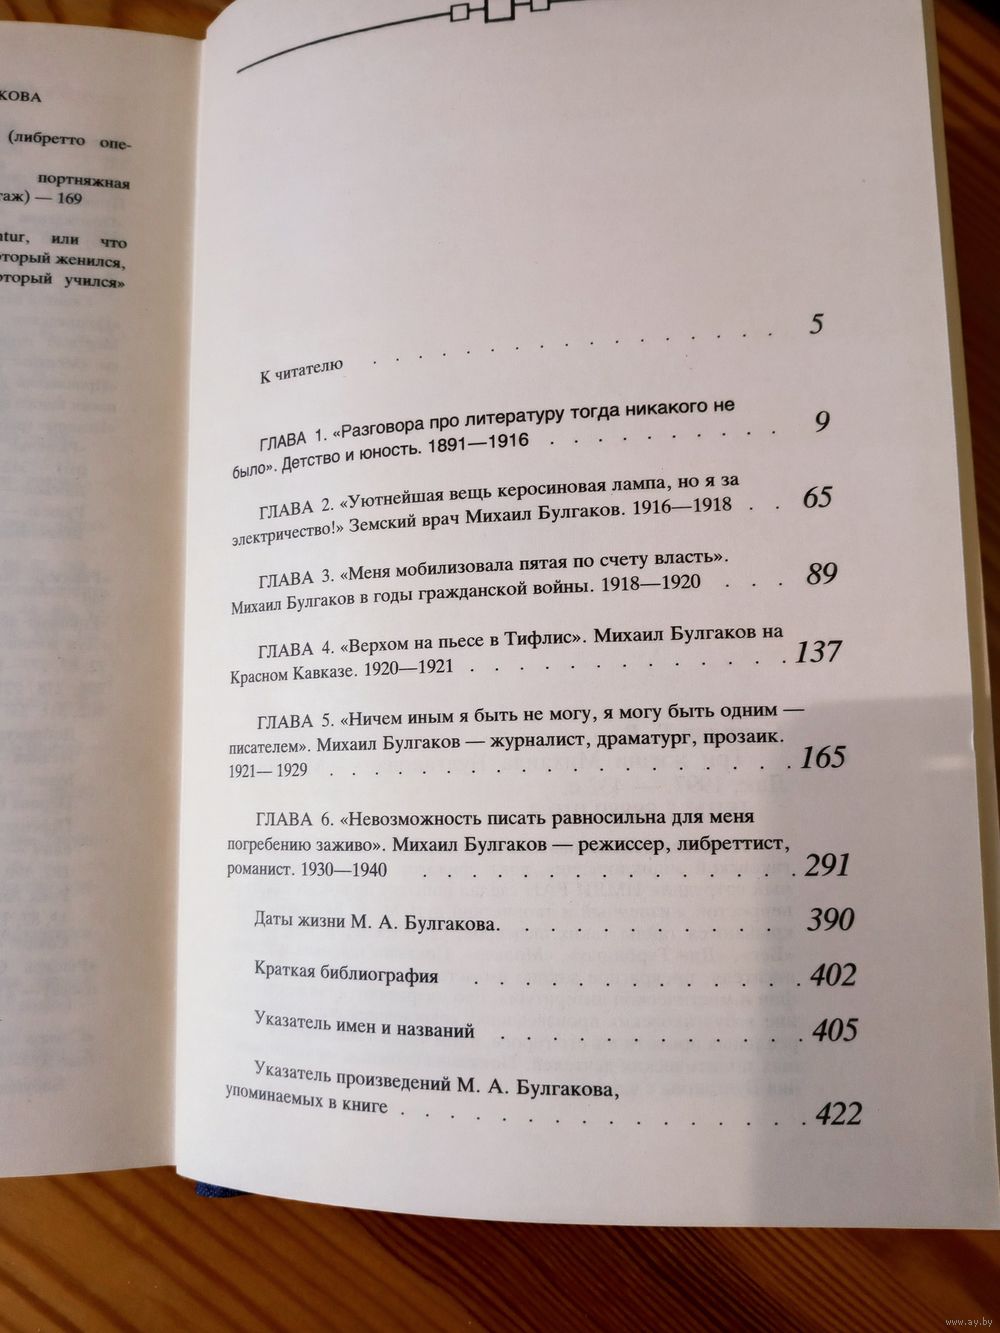 КОВА
(либретто опе-
портняжная
таж) — 169
ntur, или что
оторый женился,
оторый учился»
К читателю . . . . . . . . . . . . . . . . . 5
ГЛАВА 1. «Разговора про литературу тогда никакого не
было». Детство и юность. 1891—1916 . . . . . . . . . . 9
ГЛАВА 2. «Уютнейшая вещь керосиновая лампа, но я за
электричество!» Земский врач Михаил Булгаков. 1916—1918 . . 65
ГЛАВА 3. «Меня мобилизовала пятая по счету власть».
Михаил Булгаков в годы гражданской войны. 1918—1920 . . . 89
ГЛАВА 4. «Верхом на пьесе в Тифлис». Михаил Булгаков на
Красном Кавказе. 1920—1921 . . . . . . . . . . . . . 137
ГЛАВА 5. «Ничем иным я быть не могу, я могу быть одним —
писателем». Михаил Булгаков — журналист, драматург, прозаик.
1921— 1929 . . . . . . . . . . . . . . . . 165
ГЛАВА 6. «Невозможность писать равносильна для меня
погребению заживо». Михаил Булгаков — режиссер, либреттист,
романист. 1930—1940 . . . . . . . . . . . . . 291
Даты жизни М. А. Булгакова. . . . . . . . . . . 390
Краткая библиография . . . . . . . . . . . . 402
Указатель имен и названий . . . . . . . . . . . 405
Указатель произведений М. А. Булгакова,
упоминаемых в книге . . . . . . . . . . . . . . 422
www.ay.by